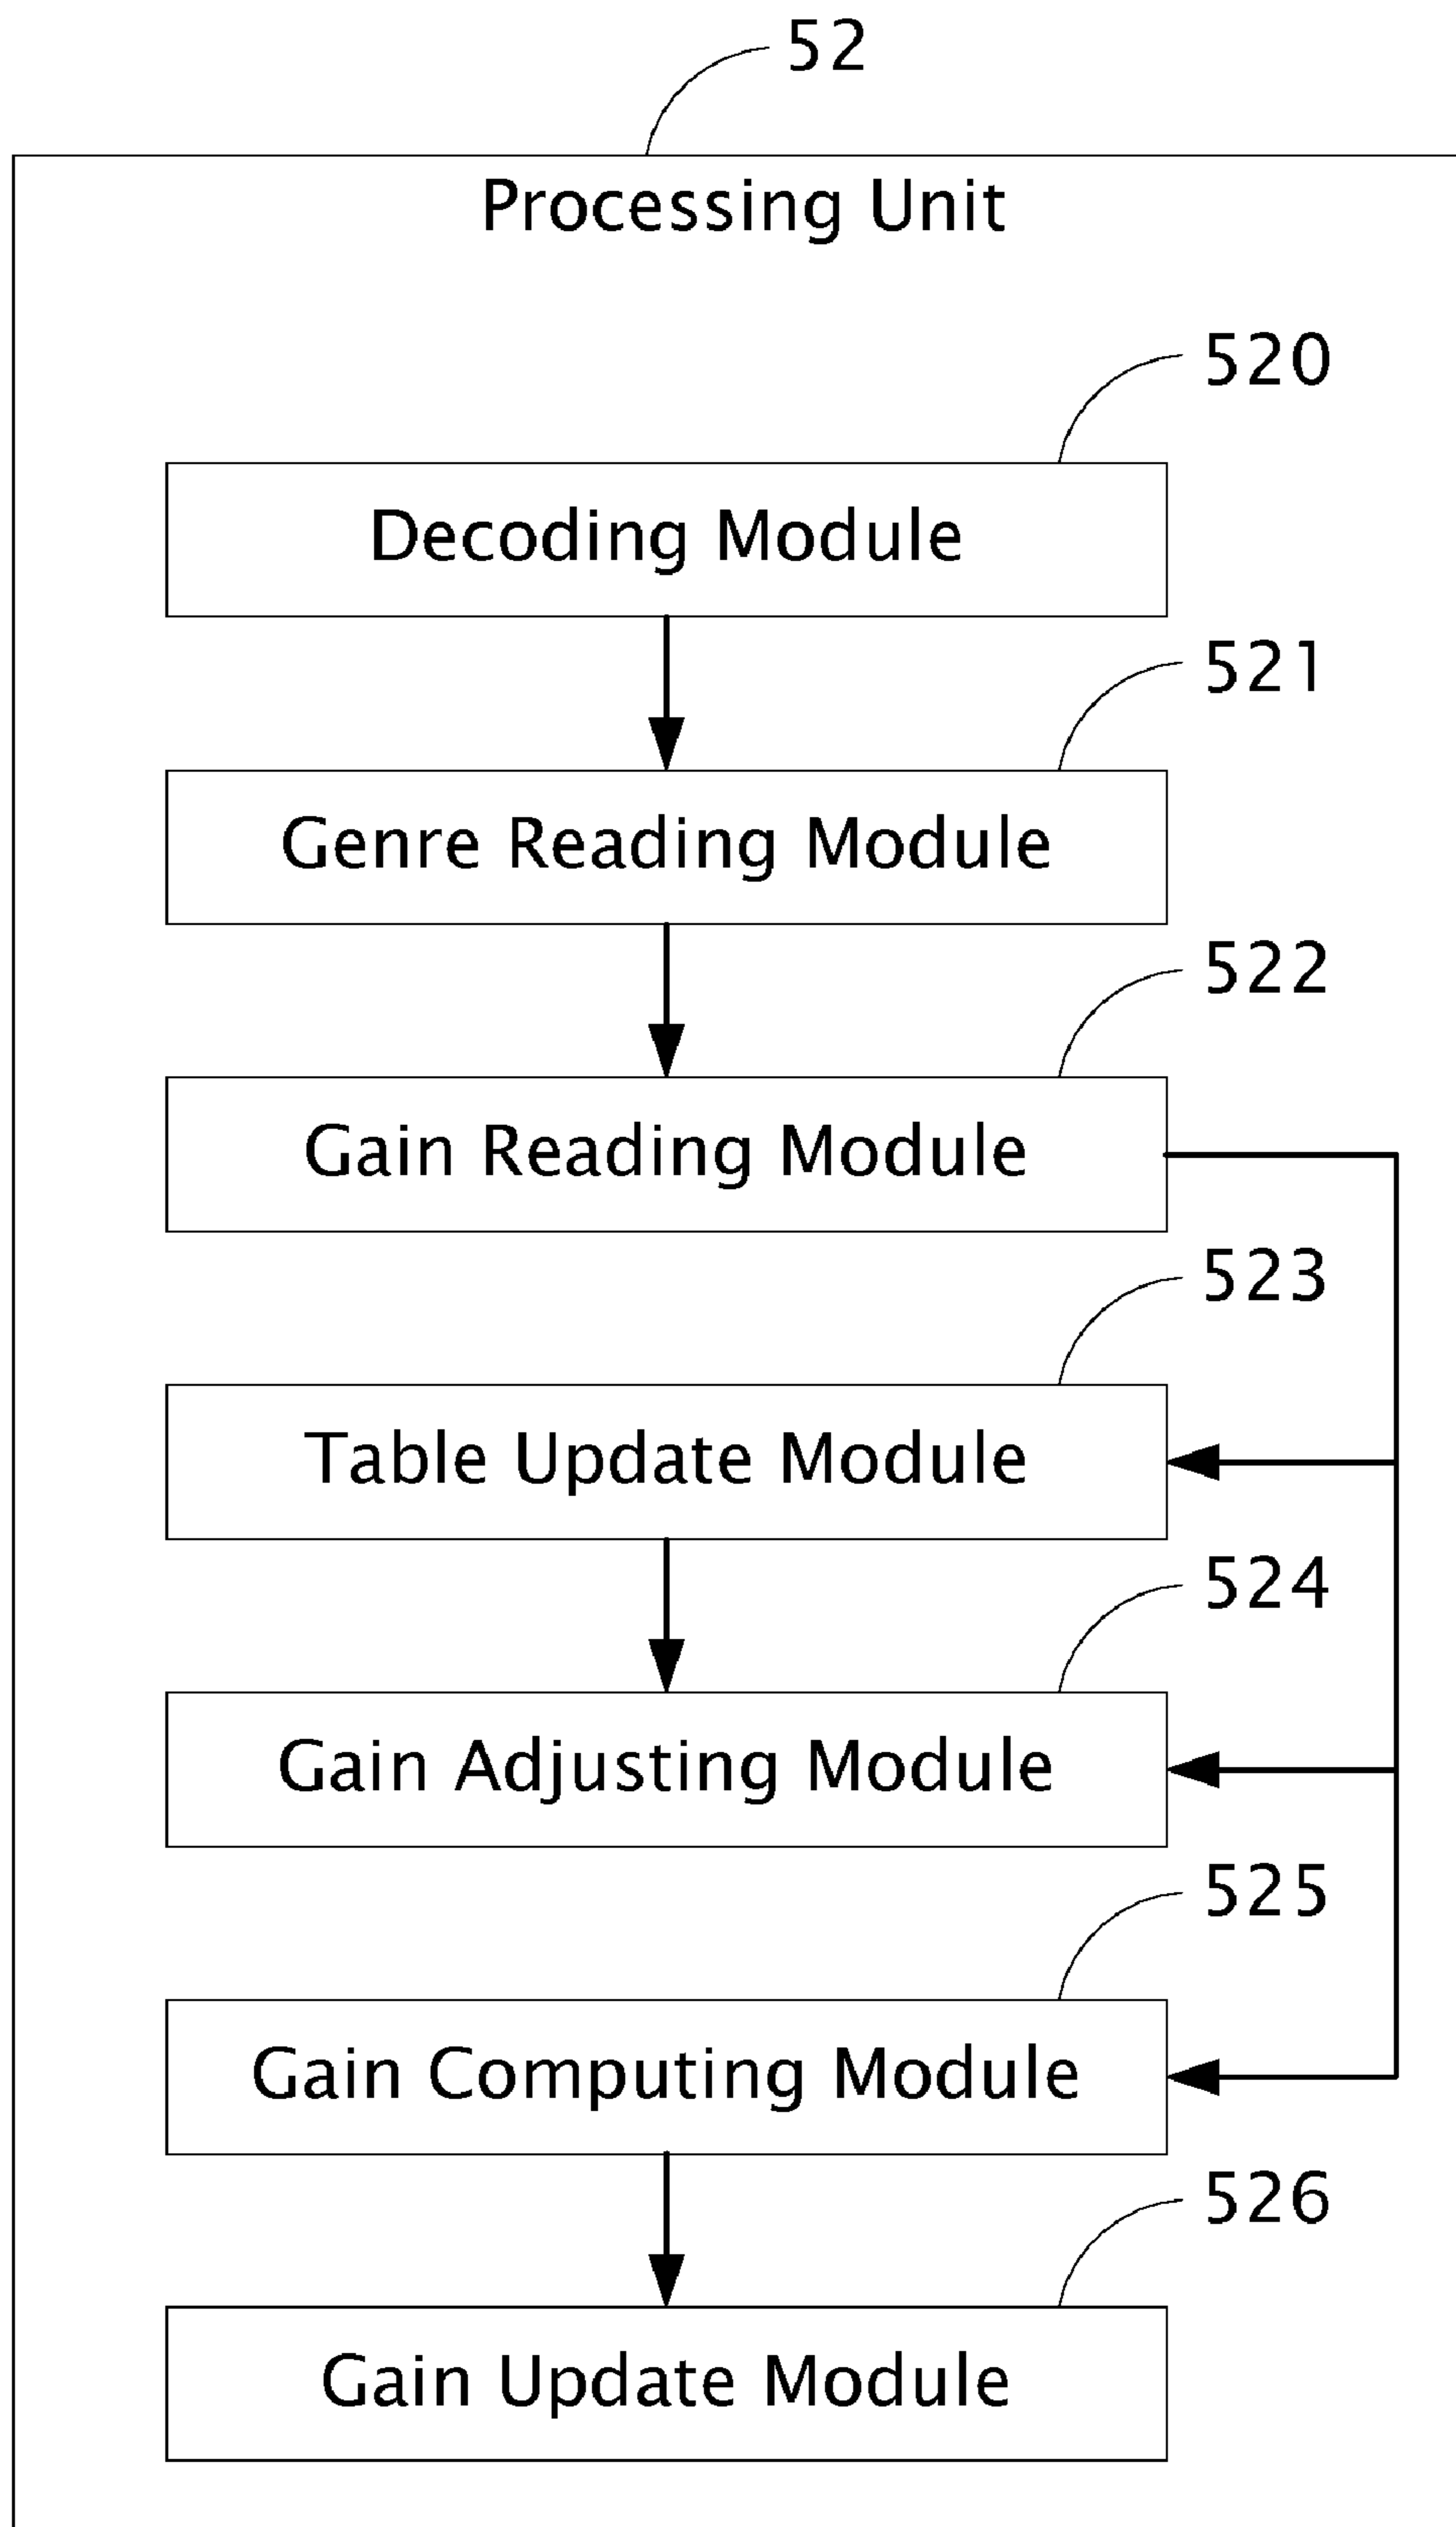 52
Processing Unit
520
Decoding Module
521
Genre Reading Module
522
Gain Reading Module
523
Table Update Module
524
Gain Adjusting Module
525
Gain Computing Module
526
Gain Update Module